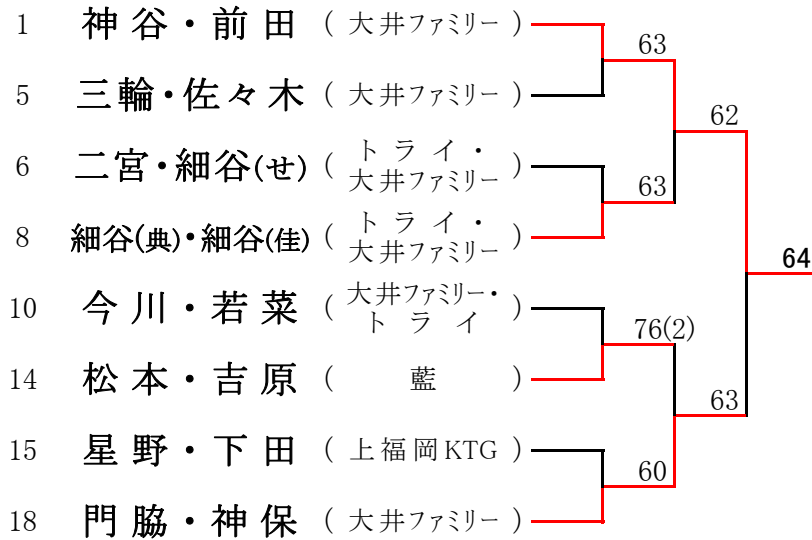 1 神谷・前田 ( 大井ファミリー )
63
5 三輪・佐々木 ( 大井ファミリー )
62
6 二宮・細谷(せ) ( トライ・
大井ファミリー )
63
8 細谷(典)・細谷(佳) ( トライ・
大井ファミリー )
64
10 今川・若菜 ( 大井ファミリー・
トライ )
76(2)
14 松本・吉原 ( 藍 )
63
15 星野・下田 ( 上福岡KTG )
60
18 門脇・神保 ( 大井ファミリー )